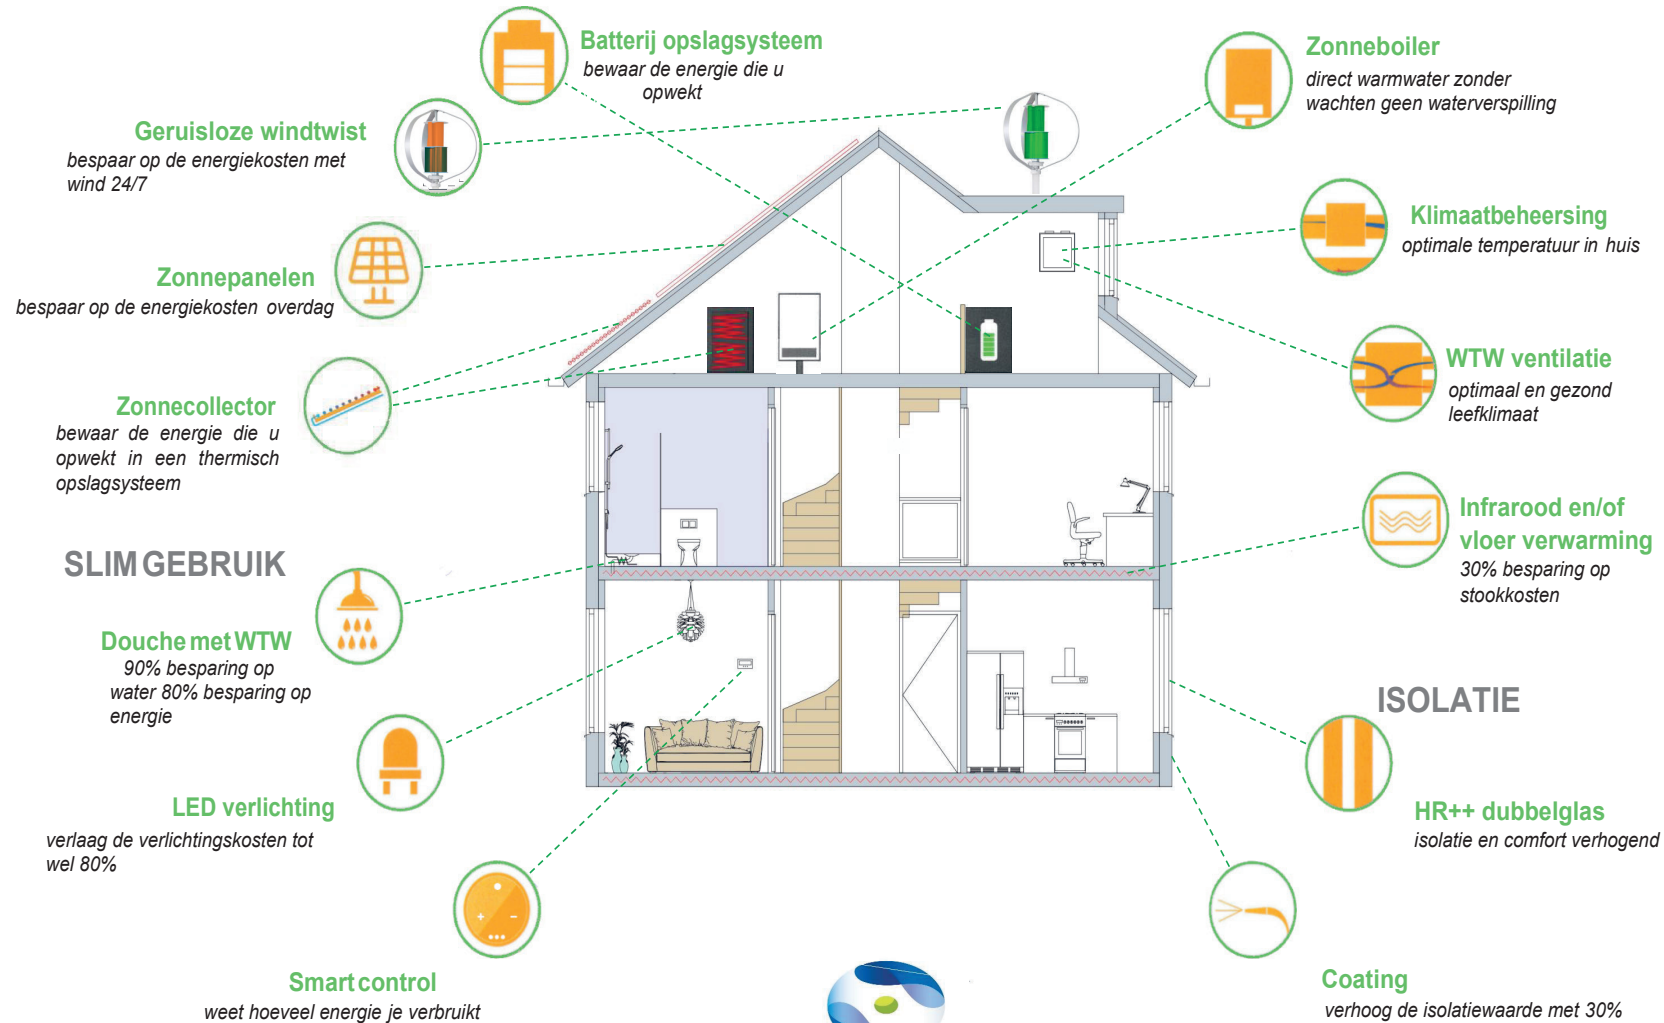 Batterij opslagsysteem
bewaar de energie die u
opwekt
Zonneboiler
direct warmwater zonder
wachten geen waterverspilling
Geruisloze windtwist
bespaar op de energiekosten met
wind 24/7
Klimaatbeheersing
optimale temperatuur in huis
Zonnepanelen
bespaar op de energiekosten overdag
WTW ventilatie
optimaal en gezond
leefklimaat
Zonnecollector
bewaar de energie die u
opwekt in een thermisch
opslagsysteem
Infrarood en/of
vloer verwarming
30% besparing op
stookkosten
SLIM GEBRUIK
Douche met WTW
90% besparing op
water 80% besparing op
energie
ISOLATIE
LED verlichting
verlaag de verlichtingskosten tot
wel 80%
HR++ dubbelglas
isolatie en comfort verhogend
Smart control
weet hoeveel energie je verbruikt
Coating
verhoog de isolatiewaarde met 30%